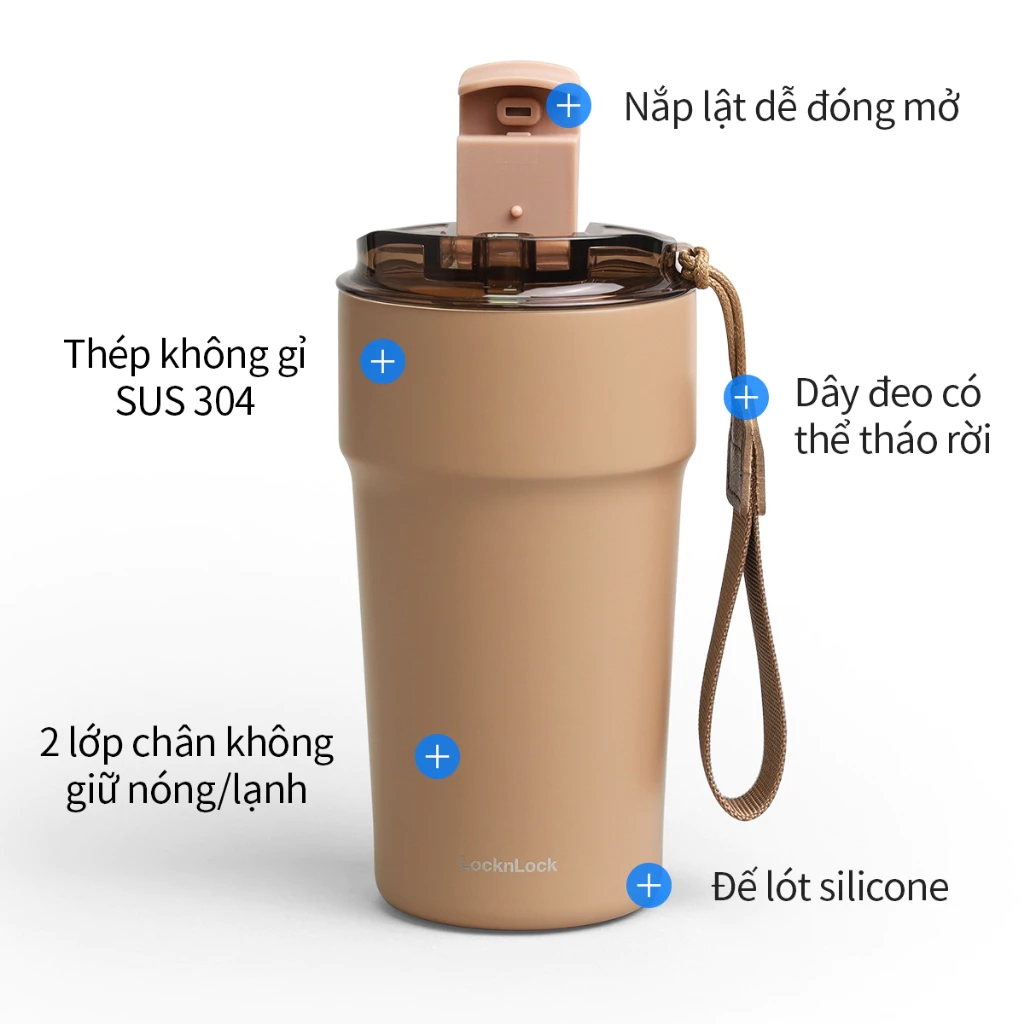 Nắp lật dễ đóng mở
Thép không gỉ
SUS 304
Dây đeo có
thể tháo rời
2 lớp chân không
giữ nóng/lạnh
LocknLock
Đế lót silicone